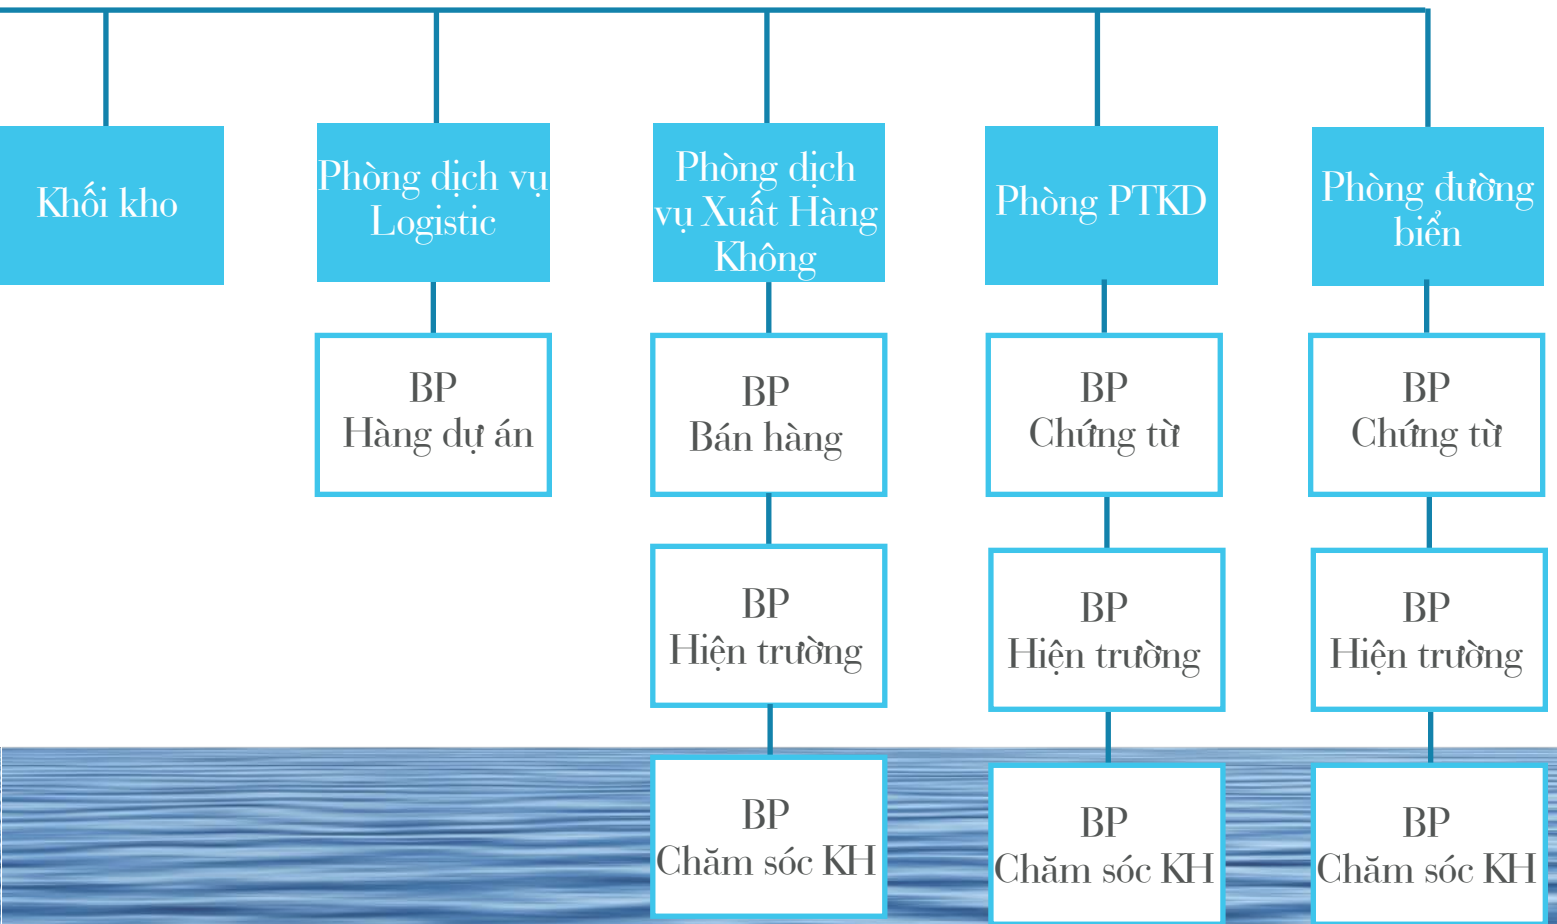 Khối kho
Phòng dịch vụ
Logistic
Phòng dịch
vụ Xuất Hàng
Không
Phòng PTKD
Phòng đường
biển
BP
Hàng dự án
BP
Bán hàng
BP
Chứng từ
BP
Chứng từ
BP
Hiện trường
BP
Hiện trường
BP
Hiện trường
BP
Chăm sóc KH
BP
Chăm sóc KH
BP
Chăm sóc KH